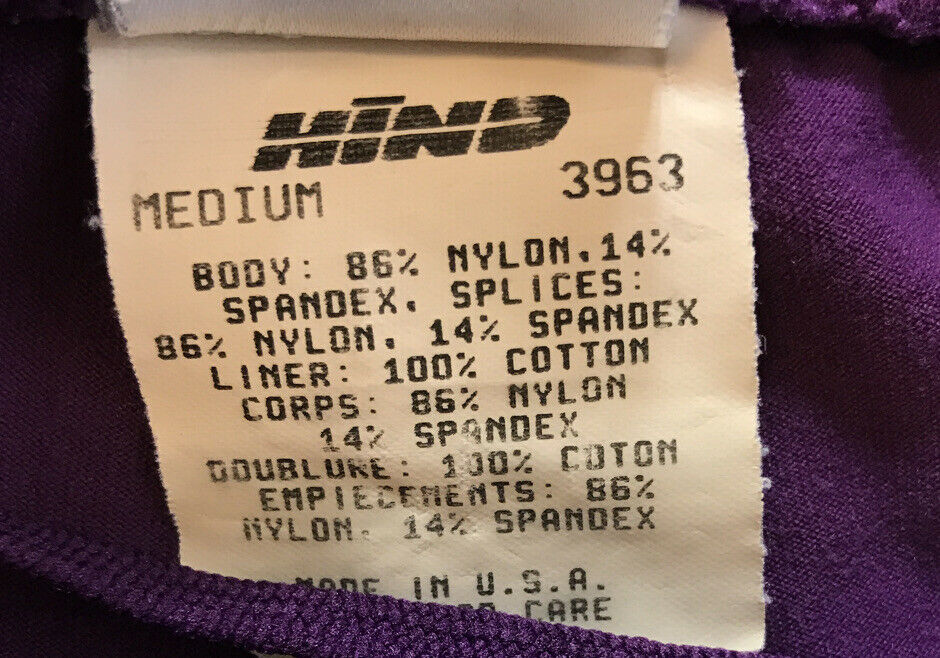 HIND
MEDIUM 3963
BODY: 86% NYLON,14%
SPANDEX, SPLICES:
86% NYLON, 14% SPANDEX
LINER: 100% COTTON
CORPS: 86% NYLON
14% SPANDEX
DOUBLURE: 100% COTON
EMPIECEMENTS: 86%
NYLON, 14% SPANDEX
MADE IN U.S.A.
CARE